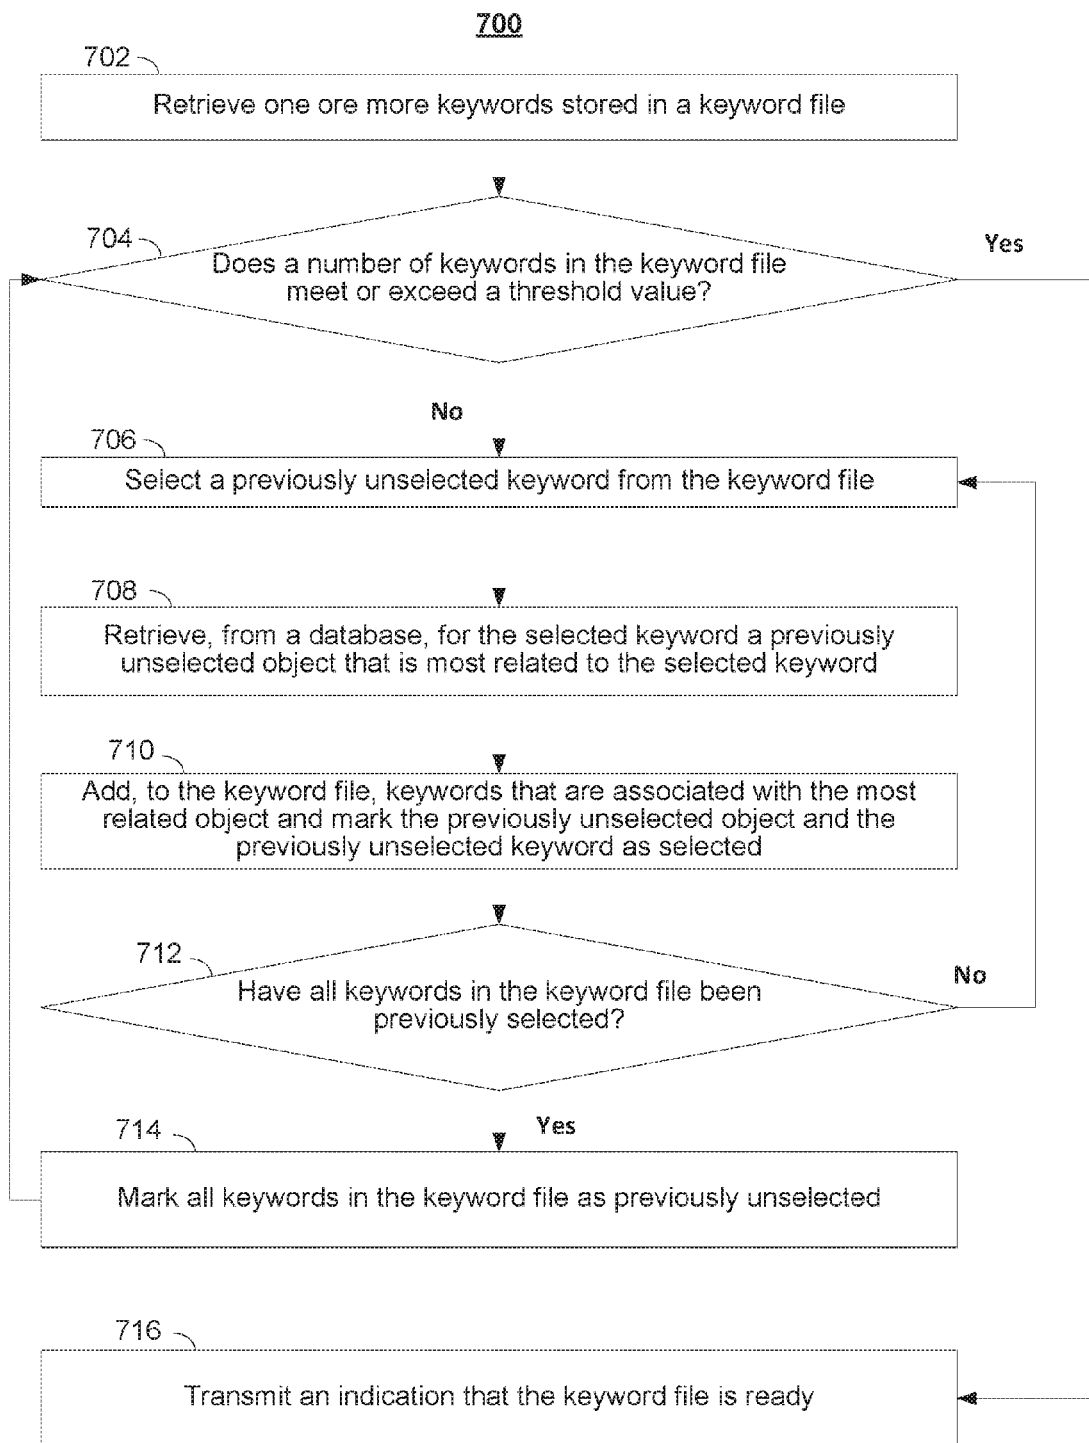 700
702
Retrieve one ore more keywords stored in a keyword file
704
Does a number of keywords in the keyword file
meet or exceed a threshold value?
Yes
No
706
Select a previously unselected keyword from the keyword file
708
Retrieve, from a database, for the selected keyword a previously
unselected object that is most related to the selected keyword
710
Add, to the keyword file, keywords that are associated with the most
related object and mark the previously unselected object and the
previously unselected keyword as selected
712
Have all keywords in the keyword file been
previously selected?
No
Yes
714
Mark all keywords in the keyword file as previously unselected
716
Transmit an indication that the keyword file is ready